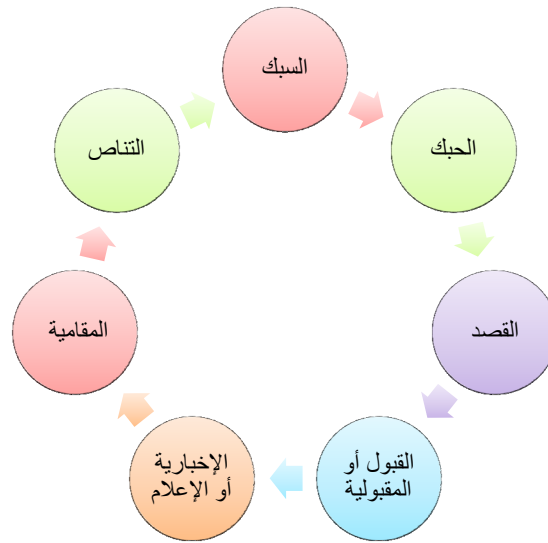 السبك
الحبك
القصد
القبول أو
المقبولية
الإخبارية
أو الإعلام
المقامية
التناص